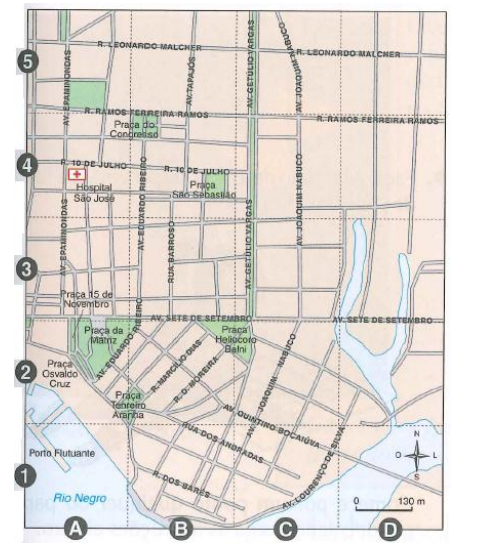 5
4
3
2
1
A
B
C
D
R. LEONARDO MALCHER
R. LEONARDO MALCHER
AV. EPAMINONDAS
AV. TAPAJÓS
AV. GETÚLIO VARGAS
AV. JOAQUIM NABUCO
R. RAMOS FERREIRA RAMOS
R. RAMOS FERREIRA RAMOS
Praça do
Congresso
R. 10 DE JULHO
R. 10 DE JULHO
Hospital
São José
Praça
São Sebastião
AV. EDUARDO RIBEIRO
AV. JOAQUIM NABUCO
AV. EPAMINONDAS
RUA BARROSO
AV. GETÚLIO VARGAS
Praça 15 de
Novembro
AV. SETE DE SETEMBRO
AV. SETE DE SETEMBRO
Praça da
Matriz
AV. EDUARDO RIBEIRO
Praça
Heliodoro
Balni
Praça
Osvaldo
Cruz
R. MARCÍLIO DIAS
R. D. MOREIRA
AV. JOAQUIM NABUCO
Praça
Tenreiro
Aranha
AV. QUINTINO BOCAIÚVA
RUA DOS ANDRADAS
Porto Flutuante
R. DOS BARÉS
AV. LOURENÇO DE SILVA
Rio Negro
N
O
L
S
0 130 m